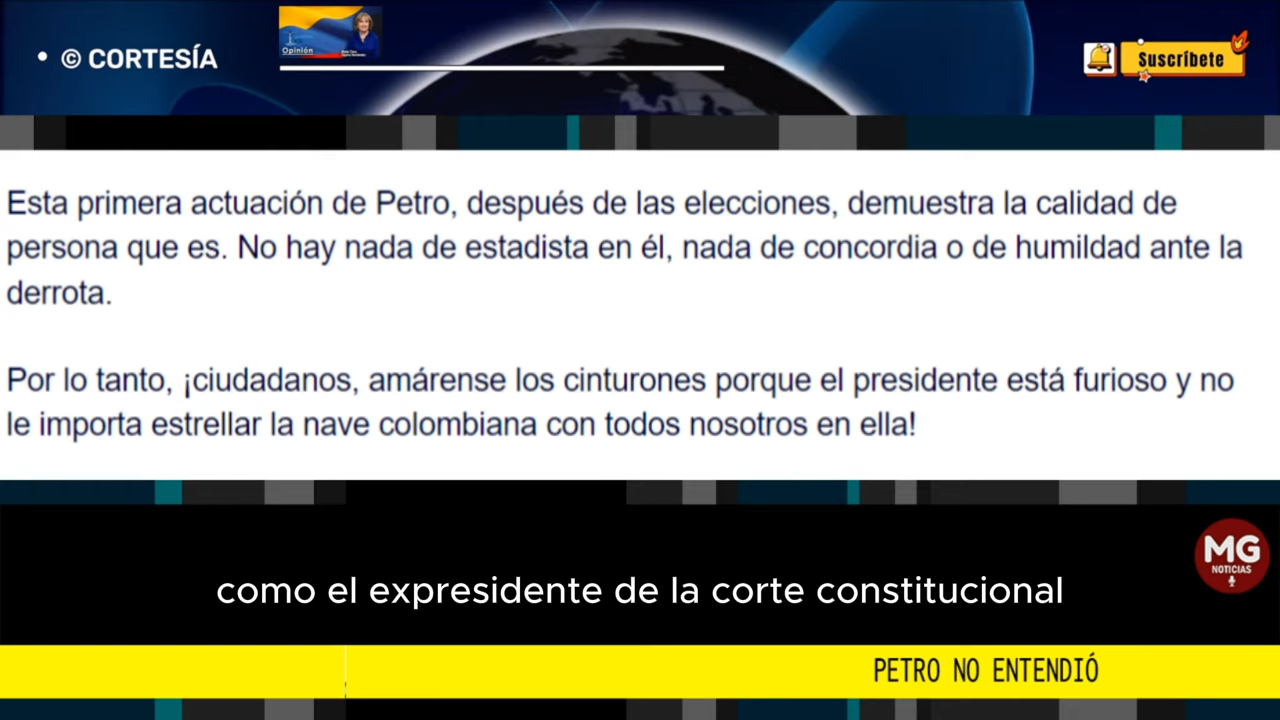 • © CORTESÍA
Opinión
Suscríbete
Esta primera actuación de Petro, después de las elecciones, demuestra la calidad de
persona que es. No hay nada de estadista en él, nada de concordia o de humildad ante la
derrota.
Por lo tanto, ¡ciudadanos, amárense los cinturones porque el presidente está furioso y no
le importa estrellar la nave colombiana con todos nosotros en ella!
MG
NOTICIAS
como el expresidente de la corte constitucional
PETRO NO ENTENDIÓ